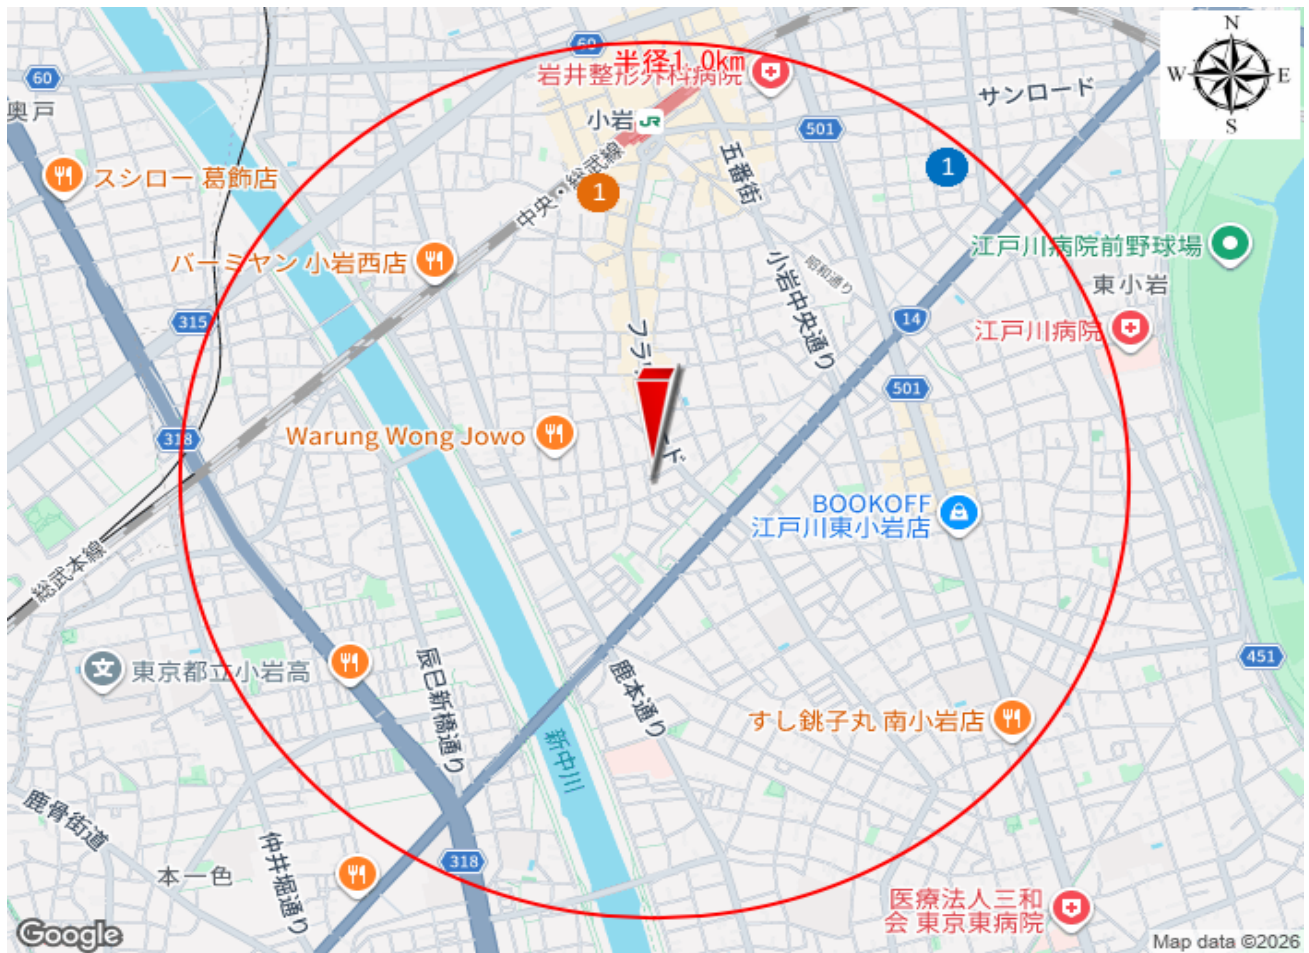 60
半径1.0km
岩井整形外科病院
N
W
E
S
60
奥戸
サンロード
小岩
JR
501
五番街
1
1
スシロー 葛飾店
中央・総武線
バーミヤン 小岩西店
江戸川病院前野球場
小岩中央通り
昭和通り
東小岩
315
14
江戸川病院
フラ
501
318
Warung Wong Jowo
ード
BOOKOFF
江戸川東小岩店
総武本線
東京都立小岩高
辰巳新橋通り
鹿本通り
451
すし銚子丸 南小岩店
新中川
鹿骨街道
仲井堀通り
本一色
318
医療法人三和
会 東京東病院
Google
Map data ©2026